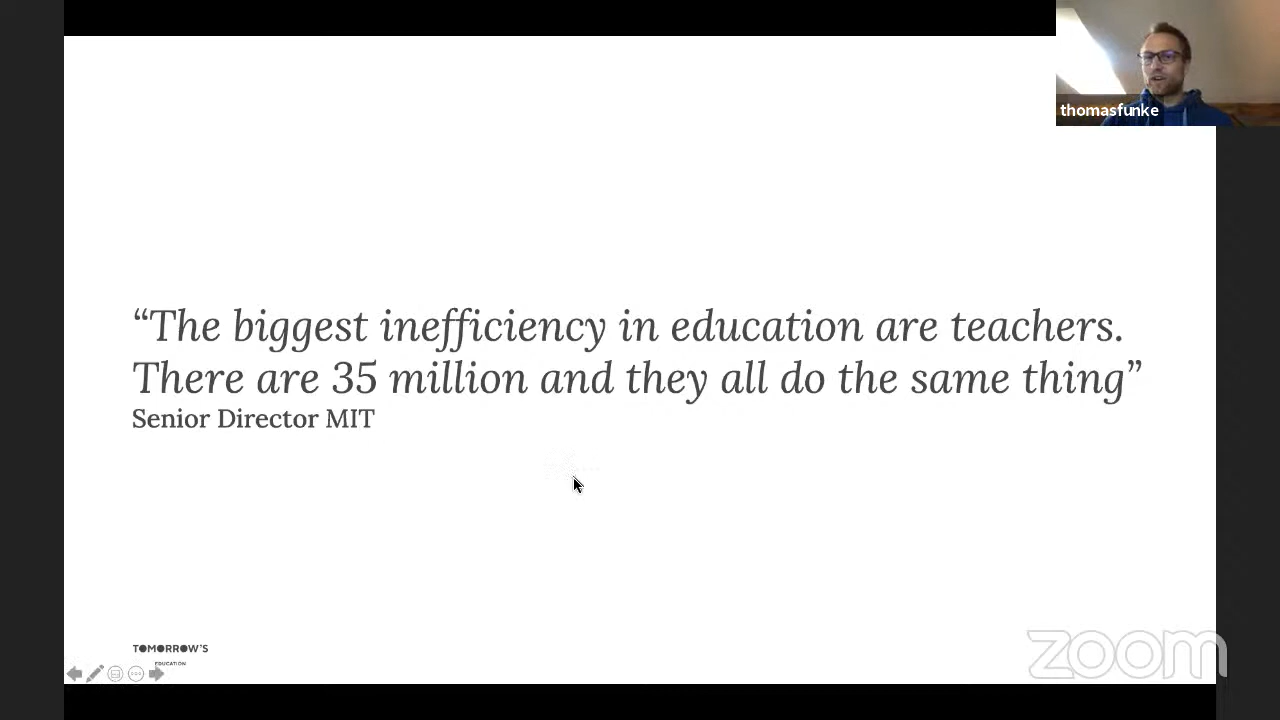 thomasfunke
“The biggest inefficiency in education are teachers.
There are 35 million and they all do the same thing”
Senior Director MIT
TOMORROW'S
EDUCATION
zoom